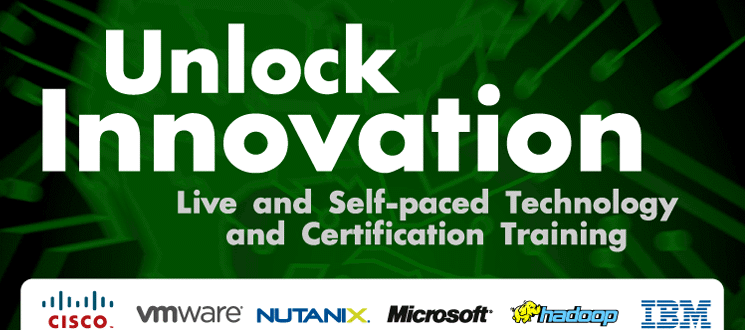 Unlock
Innovation
Live and Self-paced Technology
and Certification Training
CISCO. vmware® NUTANIX. Microsoft® hadoop IBM